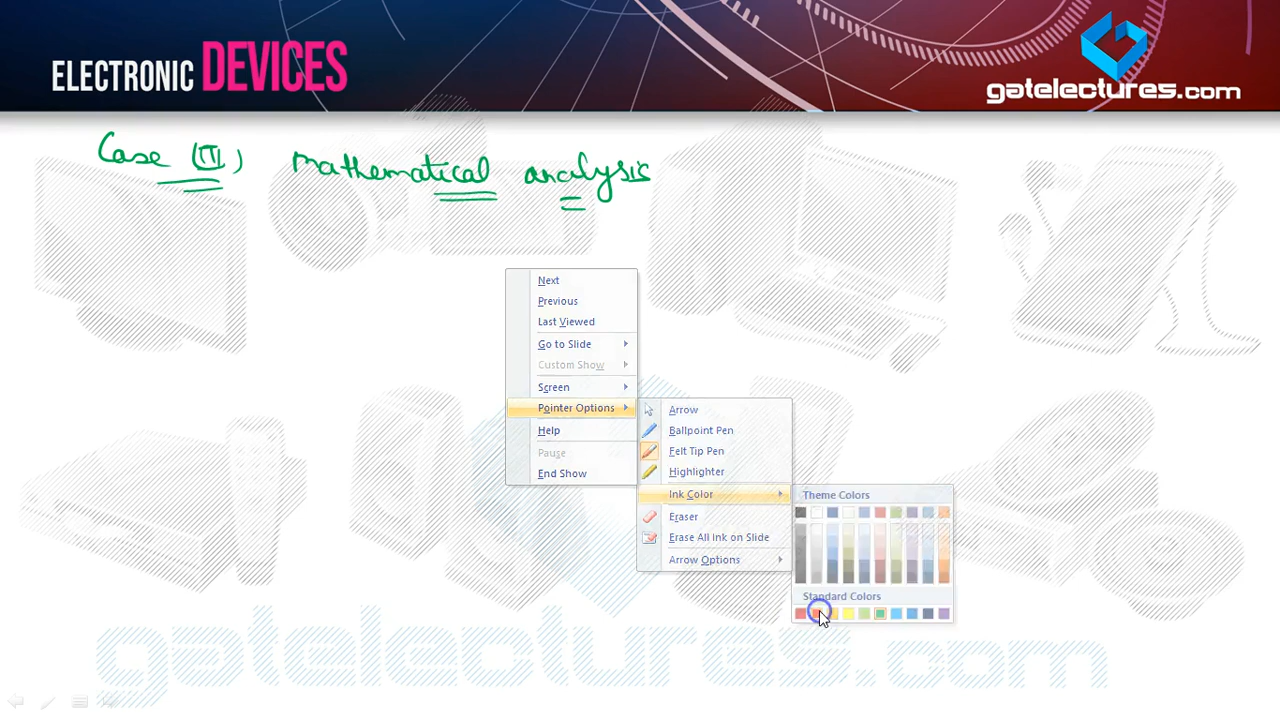 ELECTRONIC DEVICES
gatelectures.com
Case (II) Mathematical analysis
Next
Previous
Last Viewed
Go to Slide
Custom Show
Screen
Pointer Options
Help
Pause
End Show
Arrow
Ballpoint Pen
Felt Tip Pen
Highlighter
Ink Color
Eraser
Erase All Ink on Slide
Arrow Options
Theme Colors
Standard Colors
gatelectures.com